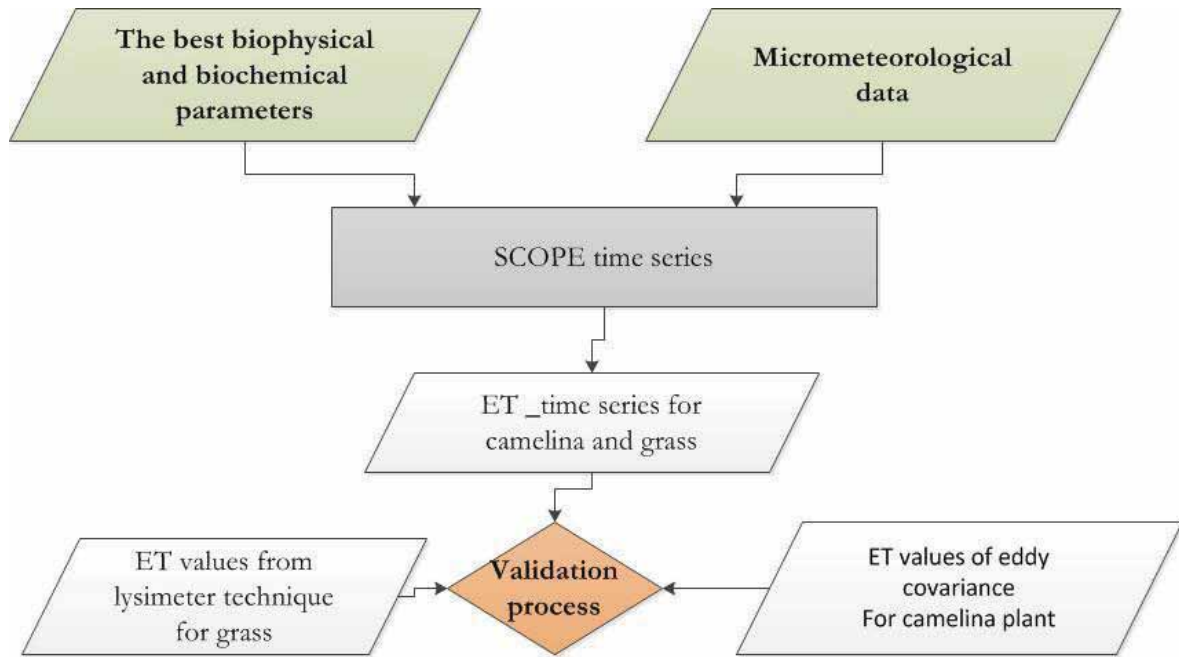 The best biophysical
and biochemical
parameters
Micrometeorological
data
SCOPE time series
ET _time series for
camelina and grass
ET values from
lysimeter technique
for grass
Validation
process
ET values of eddy
covariance
For camelina plant